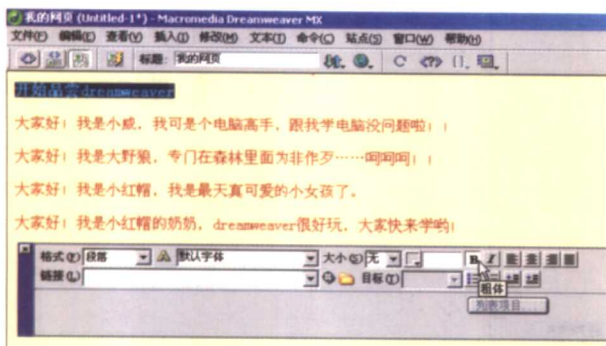 我的网页 (Untitled-1*) - Macromedia Dreamweaver MX
文件(F) 编辑(E) 查看(V) 插入(I) 修改(M) 文本(T) 命令(C) 站点(S) 窗口(W) 帮助(H)
标题: 我的网页
开始品尝dreamweaver
大家好！我是小威，我可是个电脑高手，跟我学电脑没问题啦！！
大家好！我是大野狼，专门在森林里面为非作歹……呵呵呵！！
大家好！我是小红帽，我是最天真可爱的小女孩了。
大家好！我是小红帽的奶奶，dreamweaver很好玩，大家快来学哟！
格式(F) 段落 默认字体 大小(S) 无 B I
链接(L) 目标(T)
粗体
列表项目...